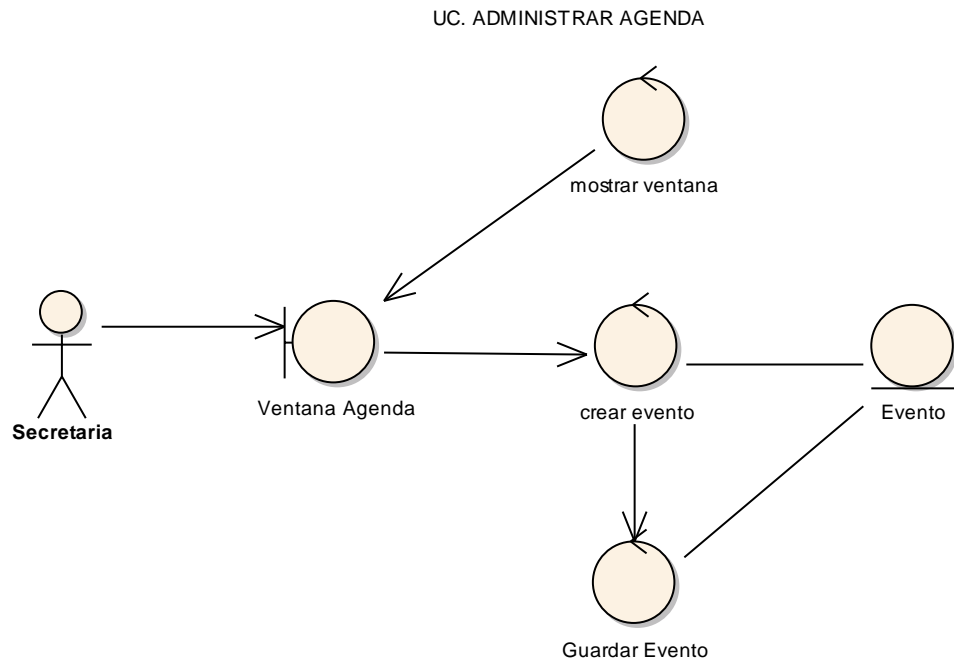 UC. ADMINISTRAR AGENDA
mostrar ventana
Ventana Agenda
crear evento
Evento
Secretaria
Guardar Evento